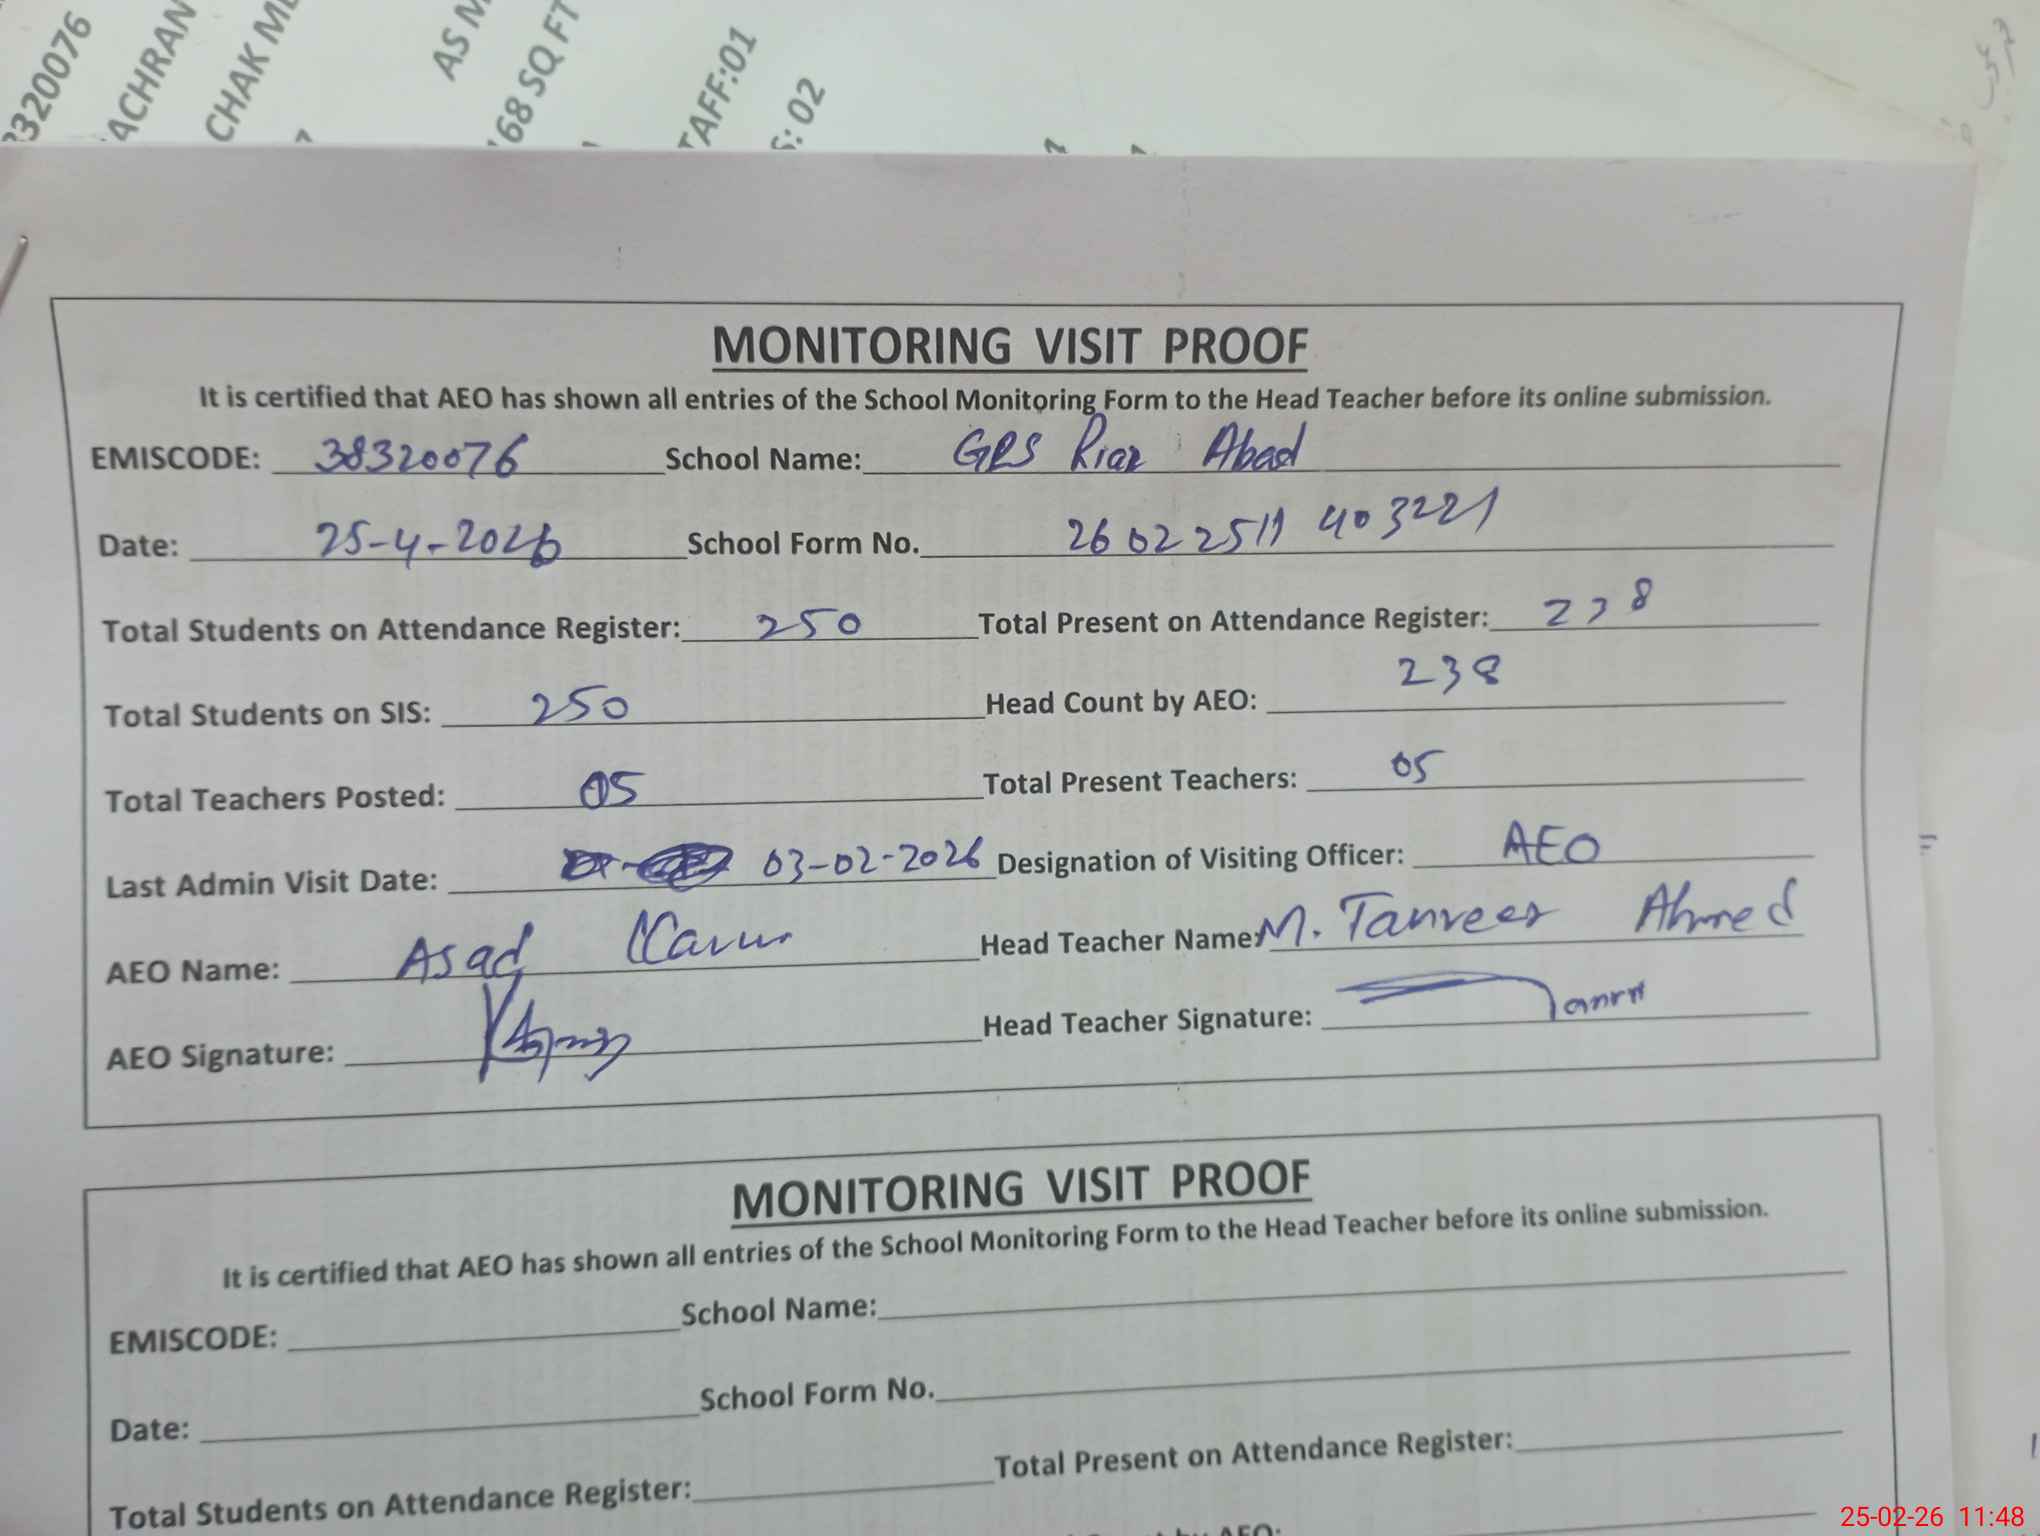 3320076
ACHRAN
CHAK
AS
168 SQ FT
TAFF:01
S: 02
MONITORING VISIT PROOF
It is certified that AEO has shown all entries of the School Monitoring Form to the Head Teacher before its online submission.
EMISCODE: 38320076 School Name: GPS Riaz Abad
Date: 25-4-2026 School Form No. 26022511403221
Total Students on Attendance Register: 250 Total Present on Attendance Register: 238
Total Students on SIS: 250 Head Count by AEO: 238
Total Teachers Posted: 05 Total Present Teachers: 05
Last Admin Visit Date: 03-02-2026 Designation of Visiting Officer: AEO
AEO Name: Asad Head Teacher Name: M. Tanveer Ahmed
AEO Signature: Head Teacher Signature:
MONITORING VISIT PROOF
It is certified that AEO has shown all entries of the School Monitoring Form to the Head Teacher before its online submission.
EMISCODE: School Name:
Date: School Form No.
Total Students on Attendance Register: Total Present on Attendance Register:
by AEO:
25-02-26 11:48